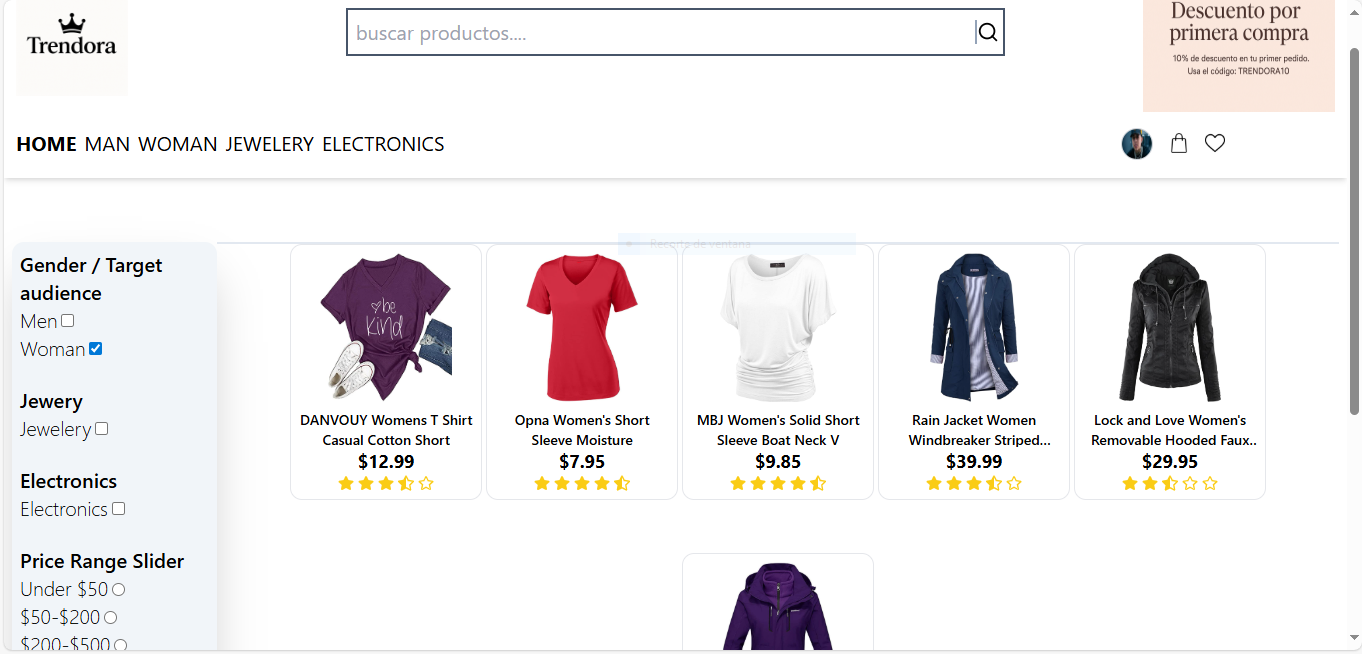 Trendora
buscar productos....
Descuento por
primera compra
10% de descuento en tu primer pedido.
Usa el código: TRENDORA10
HOME MAN WOMAN JEWELERY ELECTRONICS
Recorte de ventana
Gender / Target
audience
Men
Woman
Jewery
Jewelery
Electronics
Electronics
Price Range Slider
Under $50
$50-$200
$200-$500
be
kind
DANVOUY Womens T Shirt
Casual Cotton Short
$12.99
Opna Women's Short
Sleeve Moisture
$7.95
MBJ Women's Solid Short
Sleeve Boat Neck V
$9.85
Rain Jacket Women
Windbreaker Striped...
$39.99
Lock and Love Women's
Removable Hooded Faux..
$29.95